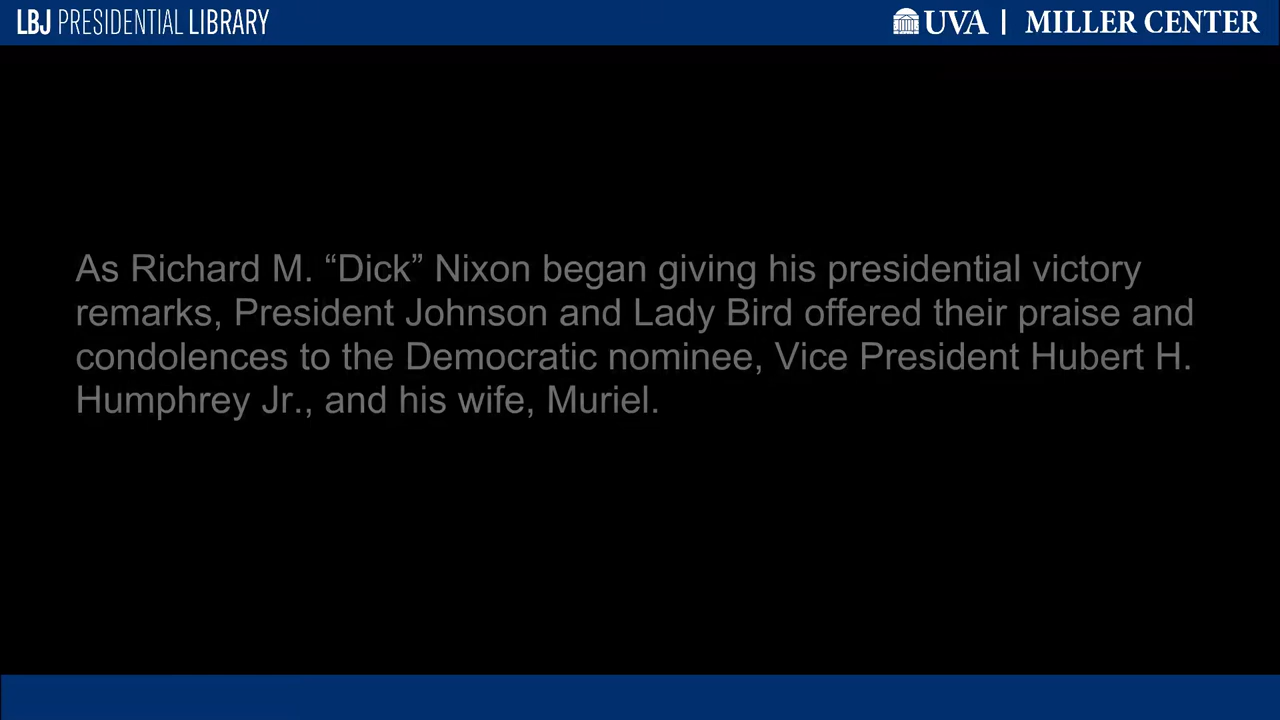 LBJ PRESIDENTIAL LIBRARY
UVA | MILLER CENTER
As Richard M. “Dick” Nixon began giving his presidential victory
remarks, President Johnson and Lady Bird offered their praise and
condolences to the Democratic nominee, Vice President Hubert H.
Humphrey Jr., and his wife, Muriel.